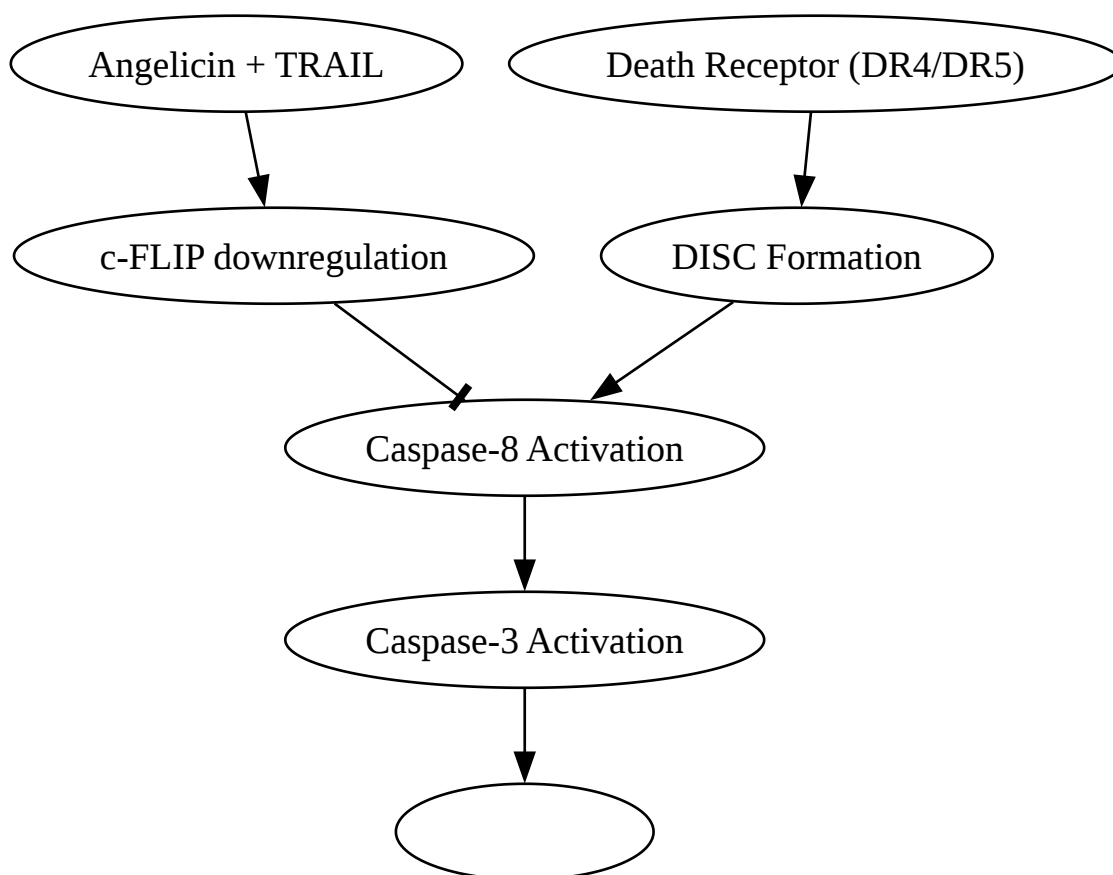 Angelicin + TRAIL
Death Receptor (DR4/DR5)
c-FLIP downregulation
DISC Formation
Caspase-8 Activation
Caspase-3 Activation